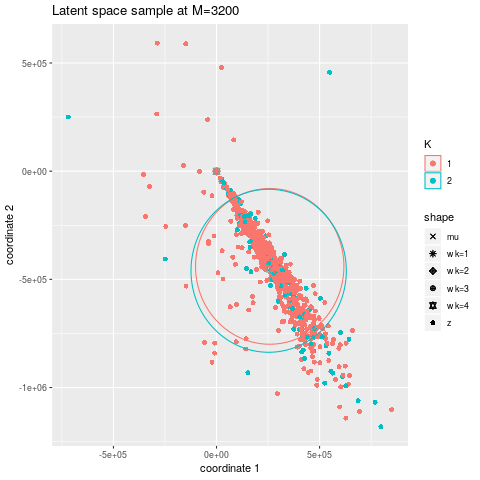 Latent space sample at M=3200
5e+05
0e+00
-5e+05
-1e+06
coordinate 2
-5e+05
0e+00
5e+05
coordinate 1
K
1
2
shape
mu
w k=1
w k=2
w k=3
w k=4
z